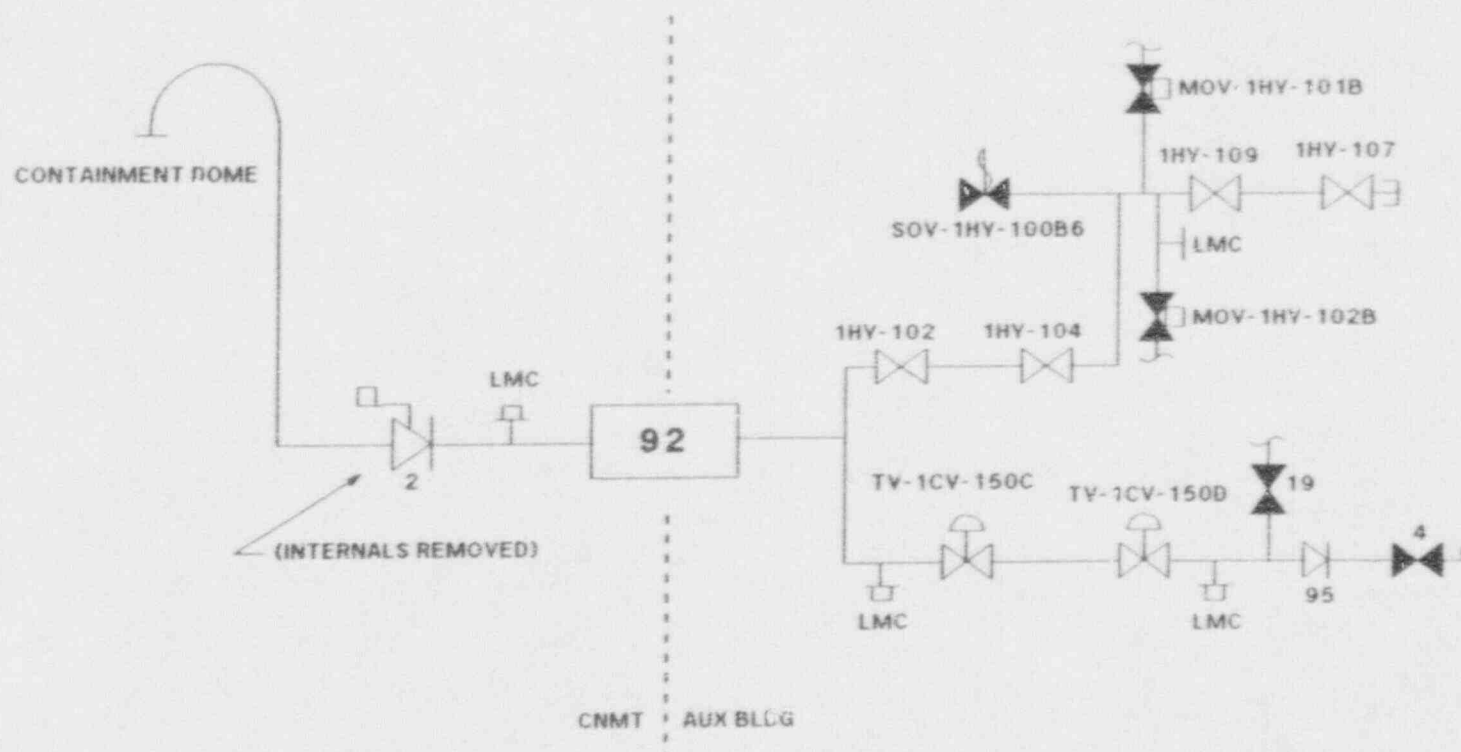 MOV-1HY-101B
1HY-109
1HY-107
CONTAINMENT DOME
SOV-1HY-100B6
LMC
1HY-102
1HY-104
MOV-1HY-102B
LMC
92
2
TV-1CV-150C
TV-1CV-150D
19
4
(INTERNALS REMOVED)
95
LMC
LMC
CNMT
AUX BLDG